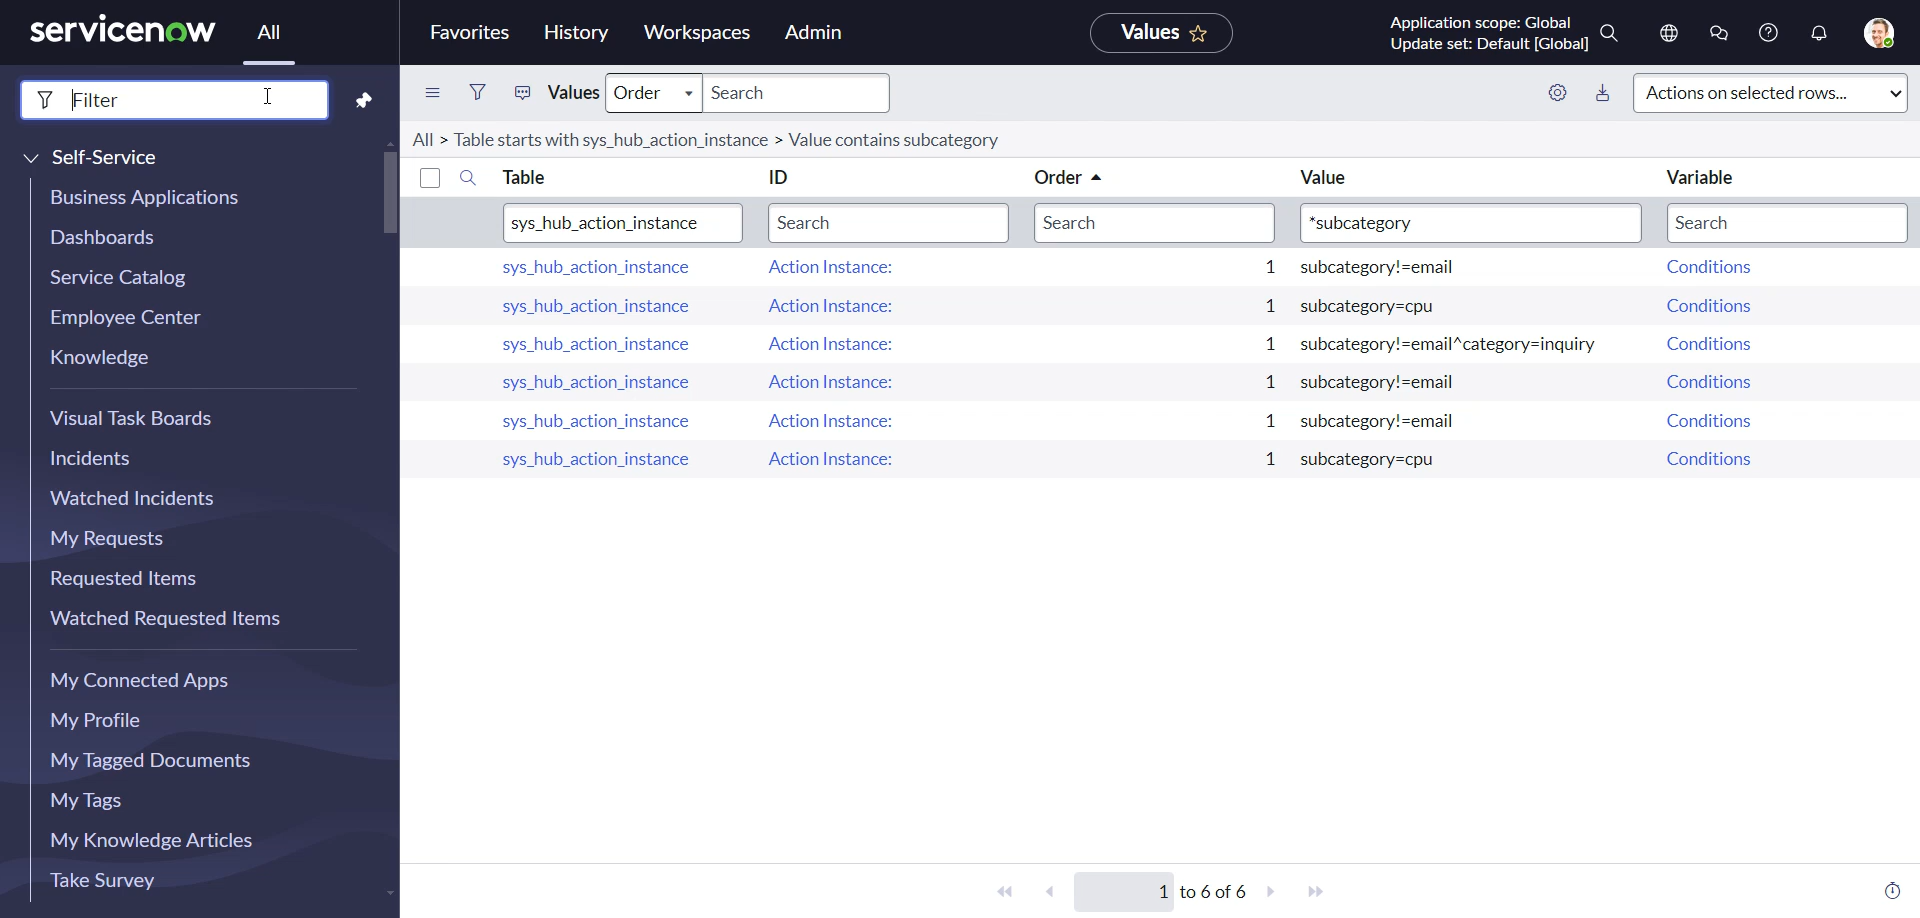 servicenow
All
Favorites
History
Workspaces
Admin
Values
Application scope: Global
Update set: Default [Global]
Filter
Self-Service
Business Applications
Dashboards
Service Catalog
Employee Center
Knowledge
Visual Task Boards
Incidents
Watched Incidents
My Requests
Requested Items
Watched Requested Items
My Connected Apps
My Profile
My Tagged Documents
My Tags
My Knowledge Articles
Take Survey
Values Order Search
Actions on selected rows...
All > Table starts with sys_hub_action_instance > Value contains subcategory
Table ID Order Value Variable
sys_hub_action_instance Search Search *subcategory Search
sys_hub_action_instance Action Instance: 1 subcategory!=email Conditions
sys_hub_action_instance Action Instance: 1 subcategory=cpu Conditions
sys_hub_action_instance Action Instance: 1 subcategory!=email^category=inquiry Conditions
sys_hub_action_instance Action Instance: 1 subcategory!=email Conditions
sys_hub_action_instance Action Instance: 1 subcategory!=email Conditions
sys_hub_action_instance Action Instance: 1 subcategory=cpu Conditions
1 to 6 of 6